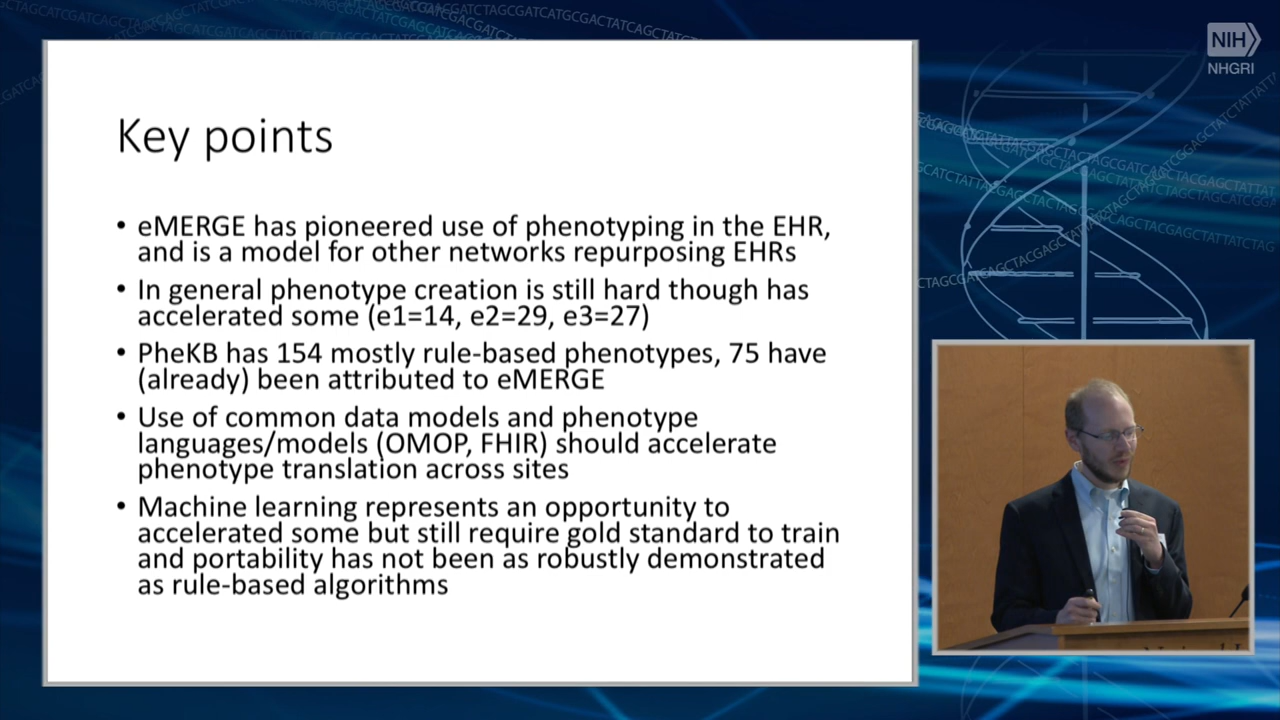 NIH
NHGRI
Key points
• eMERGE has pioneered use of phenotyping in the EHR,
and is a model for other networks repurposing EHRs
• In general phenotype creation is still hard though has
accelerated some (e1=14, e2=29, e3=27)
• PheKB has 154 mostly rule-based phenotypes, 75 have
(already) been attributed to eMERGE
• Use of common data models and phenotype
languages/models (OMOP, FHIR) should accelerate
phenotype translation across sites
• Machine learning represents an opportunity to
accelerated some but still require gold standard to train
and portability has not been as robustly demonstrated
as rule-based algorithms